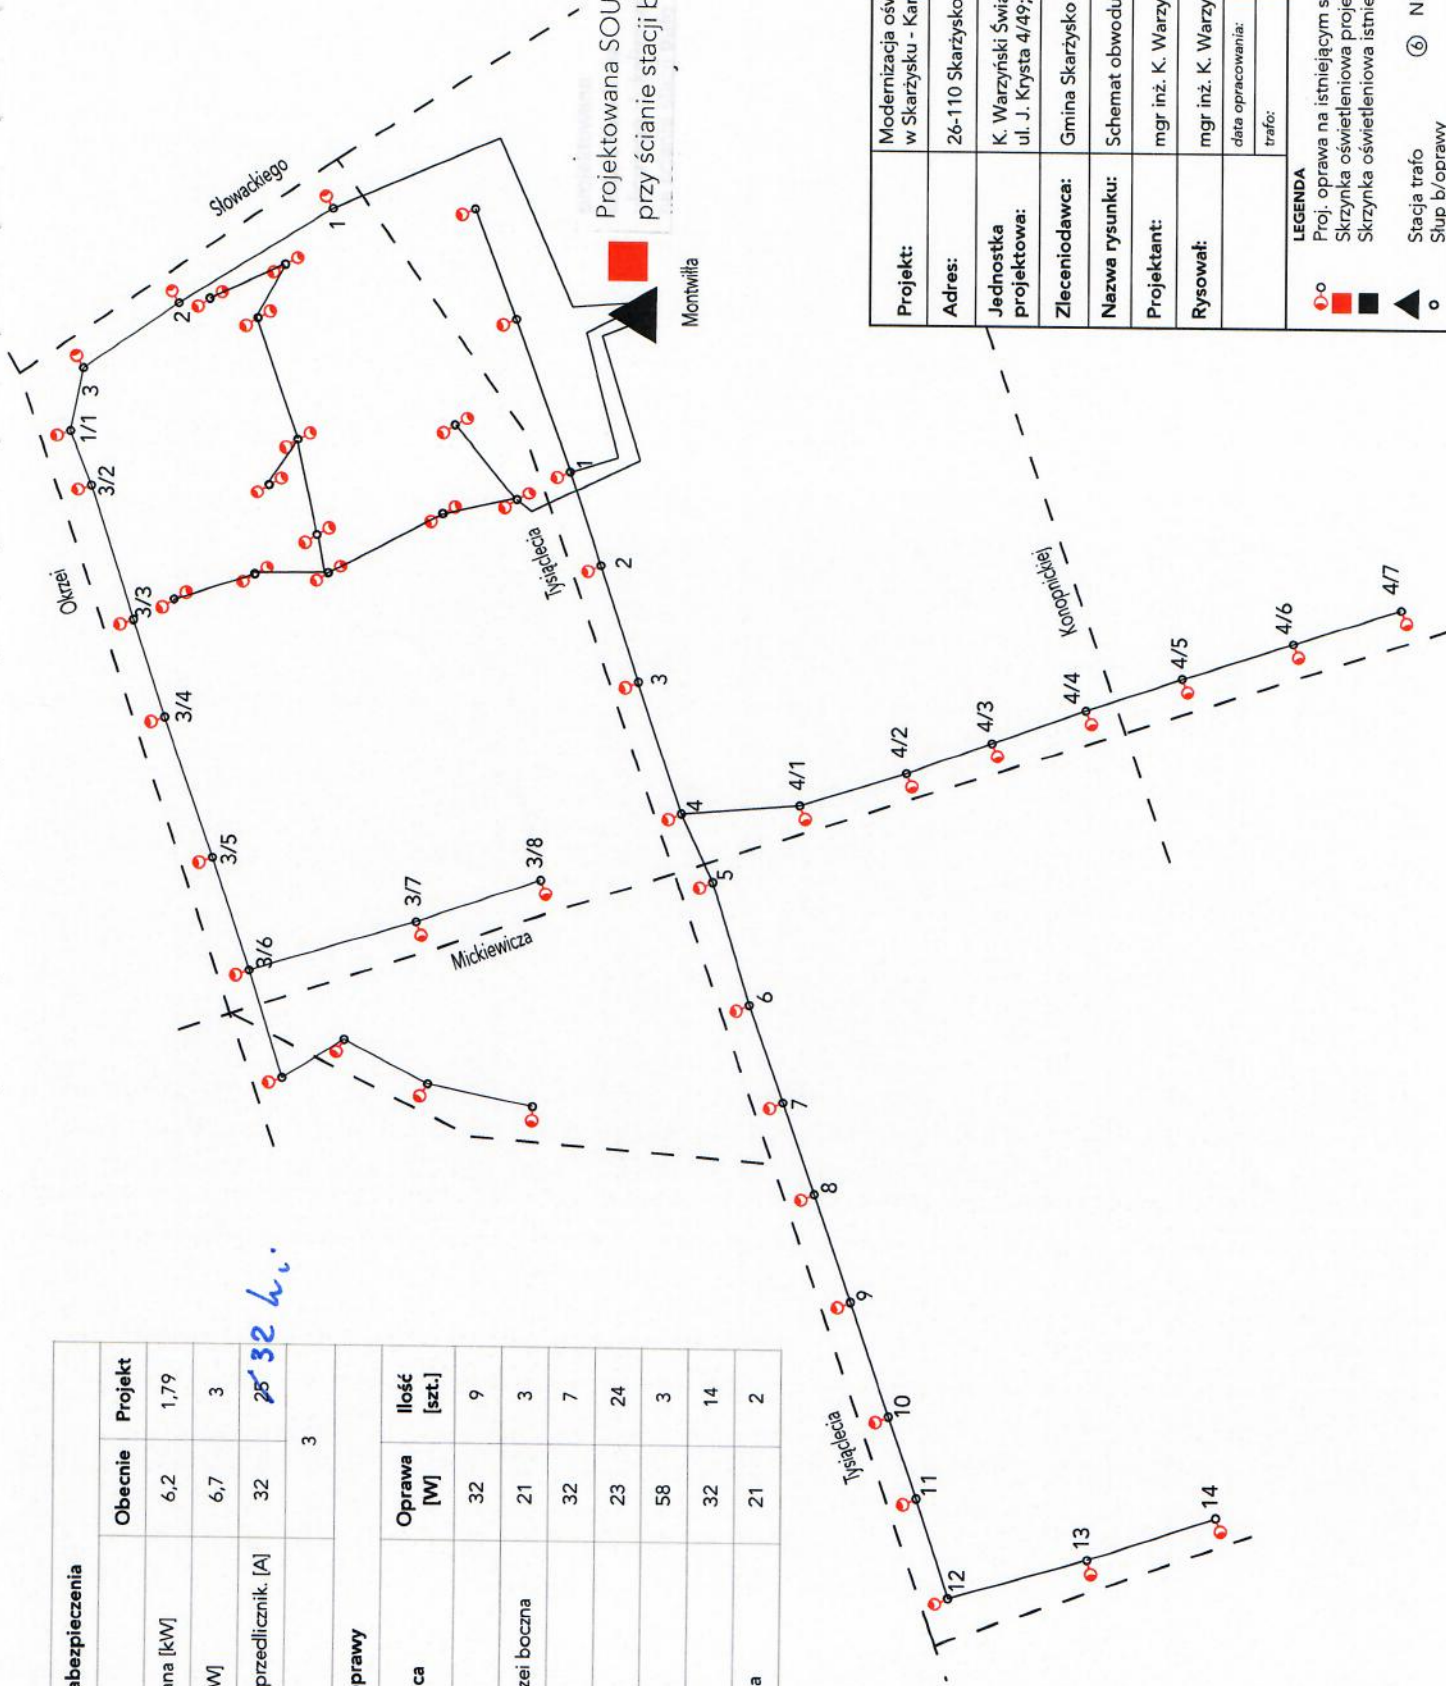 Projektowana SOU
przy ścianie stacji b
Montwiłła
Słowackiego
Okrzei
Tysiąclecia
Mickiewicza
Konopnickiej
Tysiąclecia
1
2
3
1/1
3/2
3/3
3/4
3/5
3/6
3/7
3/8
1
2
3
4
5
6
7
8
9
10
11
12
13
14
4/1
4/2
4/3
4/4
4/5
4/6
4/7
abezpieczenia
Obecnie Projekt
na [kW] 6,2 1,79
W] 6,7 3
przedlicznik. [A] 32 25 32
3
prawy
ca Oprawa [W] Ilość [szt.]
32 9
zei boczna 21 3
32 7
23 24
58 3
32 14
a 21 2
Projekt: Modernizacja ośw
w Skarżysku - Kar
Adres: 26-110 Skarżysko
Jednostka projektowa: K. Warzyński Świa
ul. J. Krysta 4/49;
Zleceniodawca: Gmina Skarżysko
Nazwa rysunku: Schemat obwodu
Projektant: mgr inż. K. Warzy
Rysował: mgr inż. K. Warzy
data opracowania:
trafo:
LEGENDA
Proj. oprawa na istniejącym s
Skrzynka oświetleniowa proje
Skrzynka oświetleniowa istnie
Stacja trafo
Słup b/oprawy
6 N